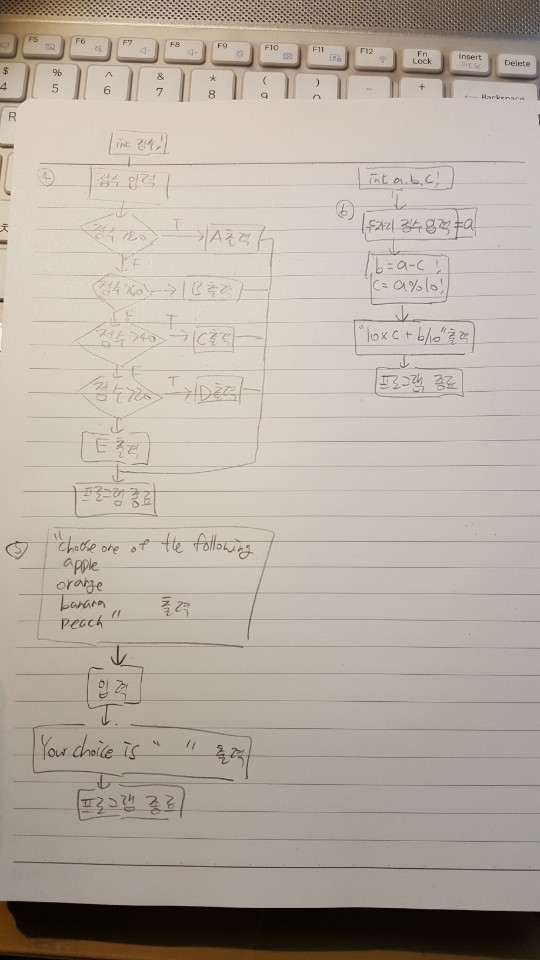 F5 F6 F7 F8 F9 F10 F11 F12 Fn Lock Insert Delete
$ 4 % 5 ^ 6 & 7 * 8 ( 9 ) 0 - + Backspace
R
int 점수;
④ 점수 입력
점수>80 T A출력
F
점수>60 B출력
F
점수>40 T C출력
F
점수>20 T D출력
E 출력
프로그램 종료
⑤ "choose one of the following
apple
orange
banana 출력
peach"
입력
Your choice is " " 출력
프로그램 종료
int a, b, c;
⑥ 두자리 정수 입력=a
b=a-c;
c=a%10;
"10×c+b/10"출력
프로그램 종료